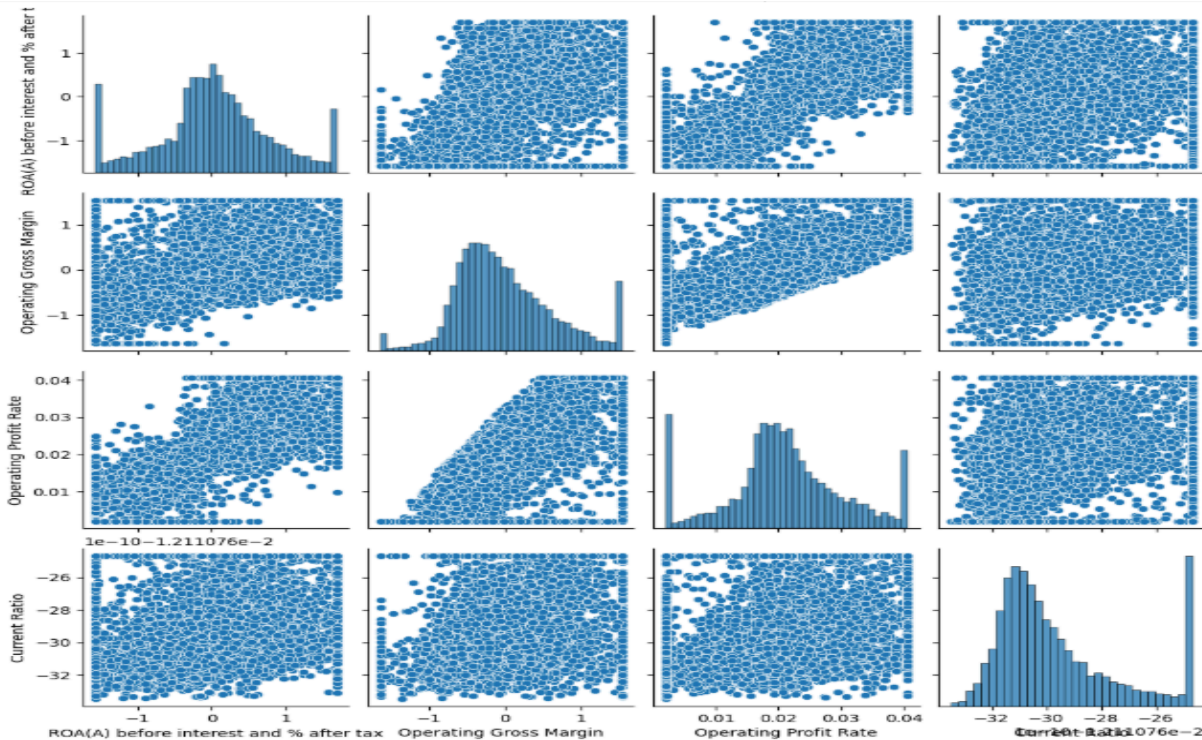 ROA(A) before interest and % after t
1
0
−1
Operating Gross Margin
1
0
−1
Operating Profit Rate
0.04
0.03
0.02
0.01
1e−10−1.211076e−2
Current Ratio
−26
−28
−30
−32
−1 0 1 −1 0 1 0.01 0.02 0.03 0.04 −32 −30 −28 −26
ROA(A) before interest and % after tax Operating Gross Margin Operating Profit Rate Current Ratio